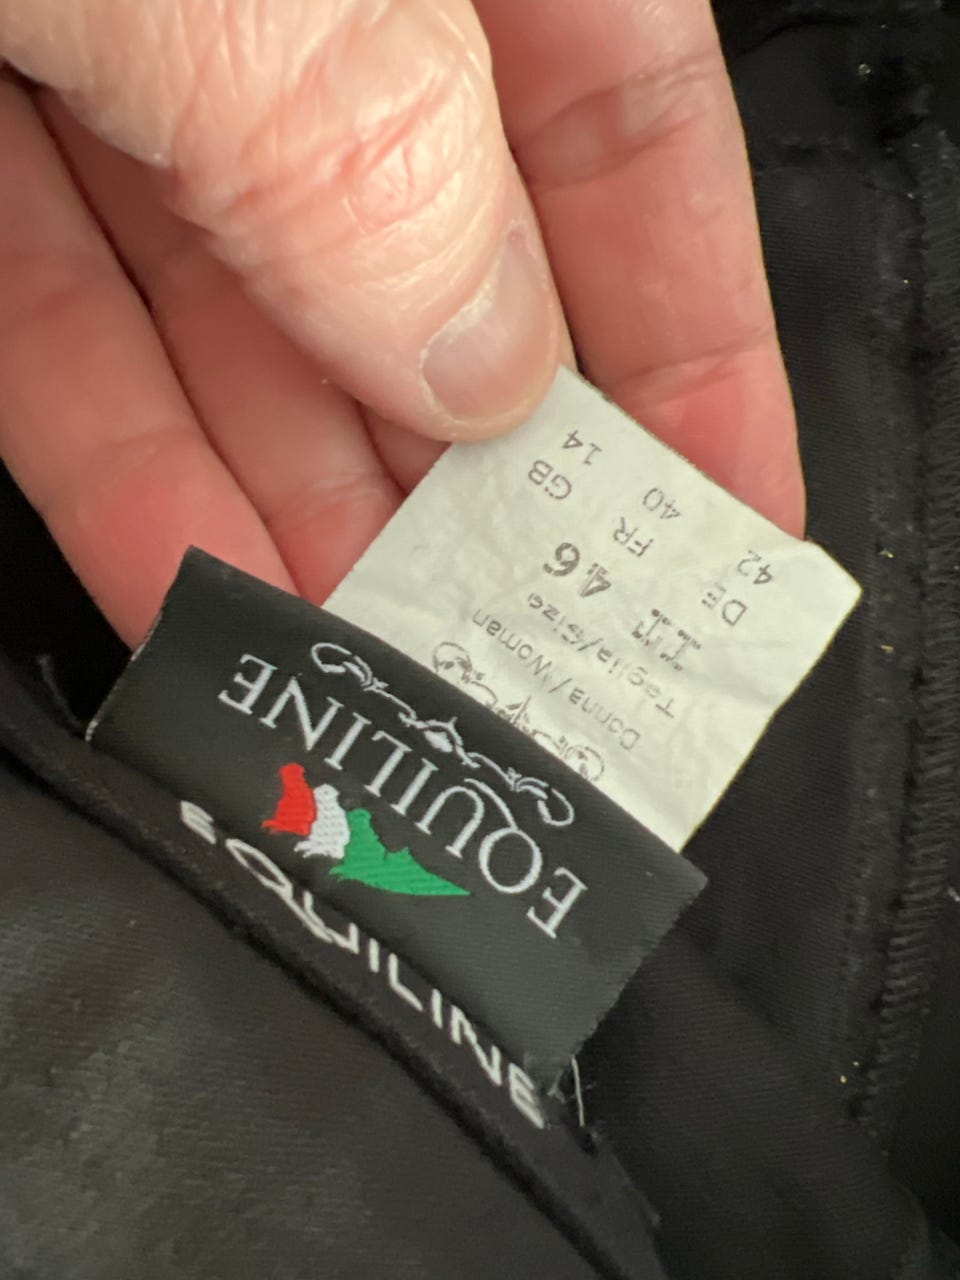 Donna/Woman
Taglia/Size
IT 46
DE FR GB
42 40 14
EQUILINE
EQUILINE